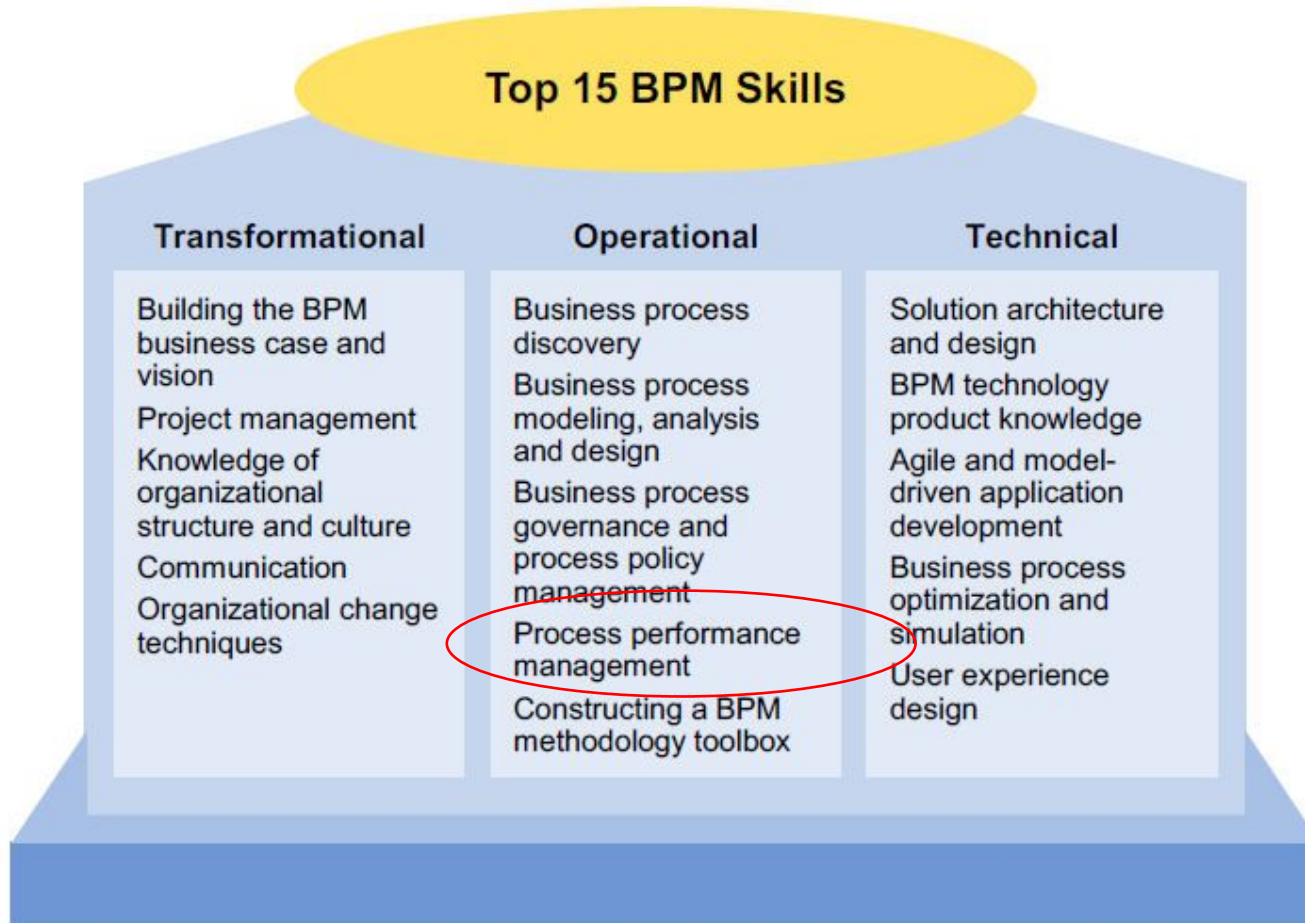 Top 15 BPM Skills
Transformational
Building the BPM
business case and
vision
Project management
Knowledge of
organizational
structure and culture
Communication
Organizational change
techniques
Operational
Business process
discovery
Business process
modeling, analysis
and design
Business process
governance and
process policy
management
Process performance
management
Constructing a BPM
methodology toolbox
Technical
Solution architecture
and design
BPM technology
product knowledge
Agile and model-
driven application
development
Business process
optimization and
simulation
User experience
design